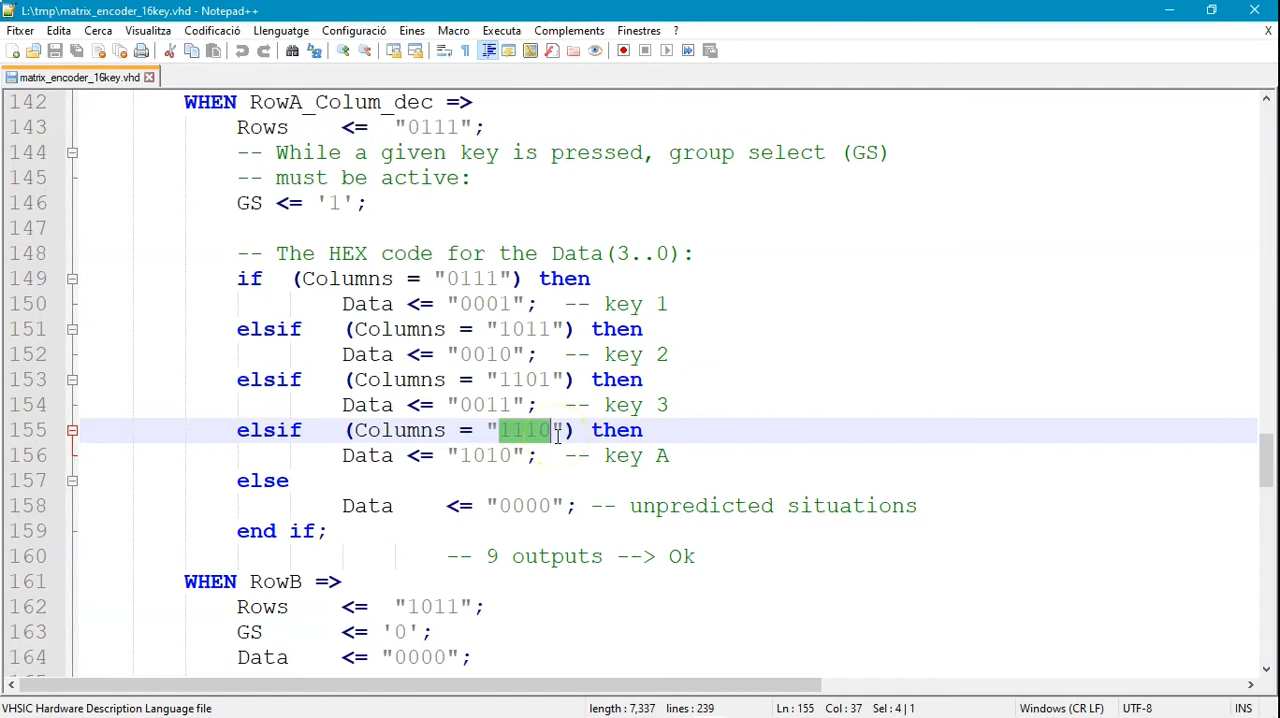 L:\tmp\matrix_encoder_16key.vhd - Notepad++
Fitxer Edita Cerca Visualitza Codificació Llenguatge Configuració Eines Macro Executa Complements Finestres ? X
matrix_encoder_16key.vhd
142 WHEN RowA_Colum_dec =>
143 Rows <= "0111";
144 -- While a given key is pressed, group select (GS)
145 -- must be active:
146 GS <= '1';
147
148 -- The HEX code for the Data(3..0):
149 if (Columns = "0111") then
150 Data <= "0001"; -- key 1
151 elsif (Columns = "1011") then
152 Data <= "0010"; -- key 2
153 elsif (Columns = "1101") then
154 Data <= "0011"; -- key 3
155 elsif (Columns = "1110") then
156 Data <= "1010"; -- key A
157 else
158 Data <= "0000"; -- unpredicted situations
159 end if;
160 -- 9 outputs --> Ok
161 WHEN RowB =>
162 Rows <= "1011";
163 GS <= '0';
164 Data <= "0000";
VHSIC Hardware Description Language file length : 7,337 lines : 239 Ln : 155 Col : 37 Sel : 4 | 1 Windows (CR LF) UTF-8 INS